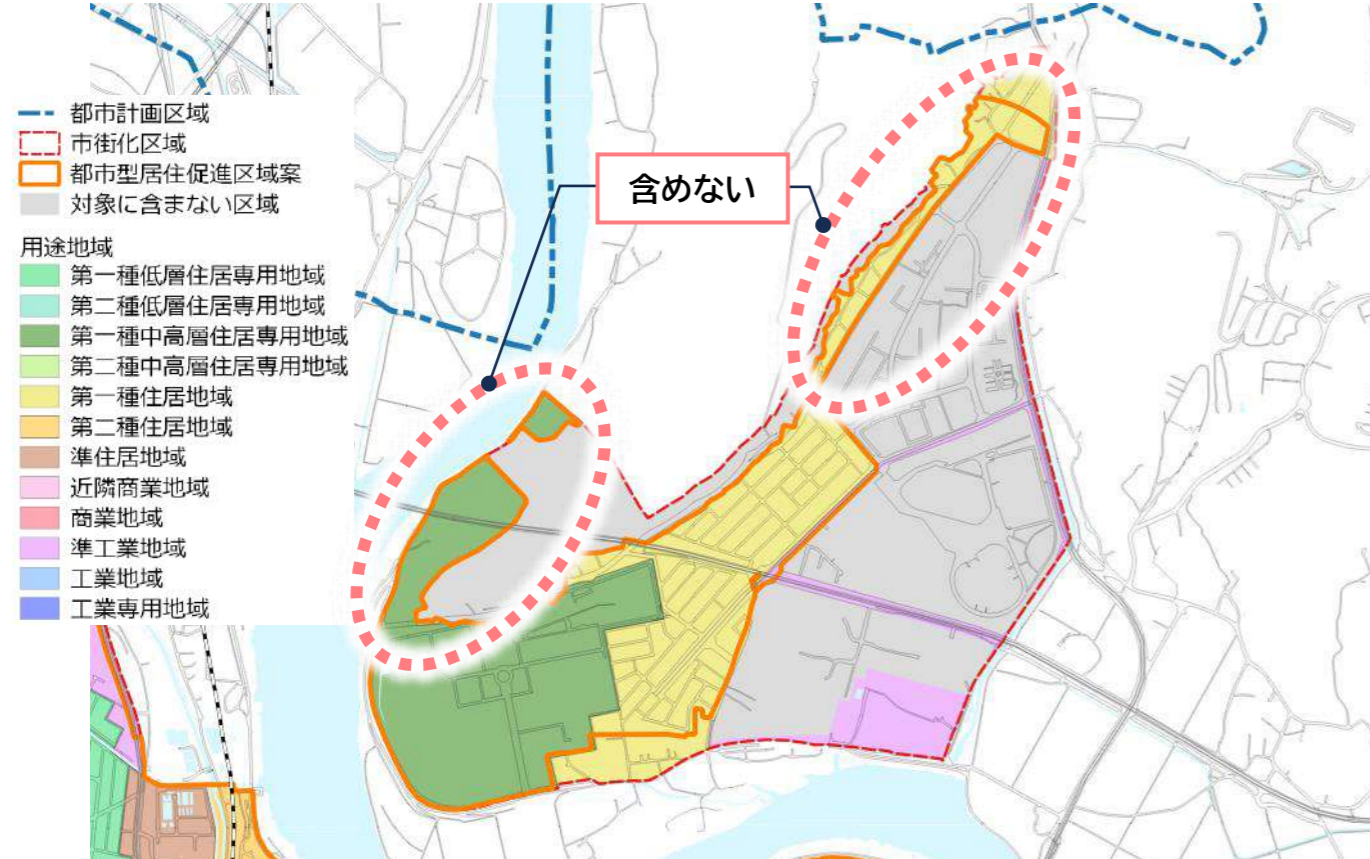 都市計画区域
市街化区域
都市型居住促進区域案
対象に含まない区域
用途地域
第一種低層住居専用地域
第二種低層住居専用地域
第一種中高層住居専用地域
第二種中高層住居専用地域
第一種住居地域
第二種住居地域
準住居地域
近隣商業地域
商業地域
準工業地域
工業地域
工業専用地域
含めない